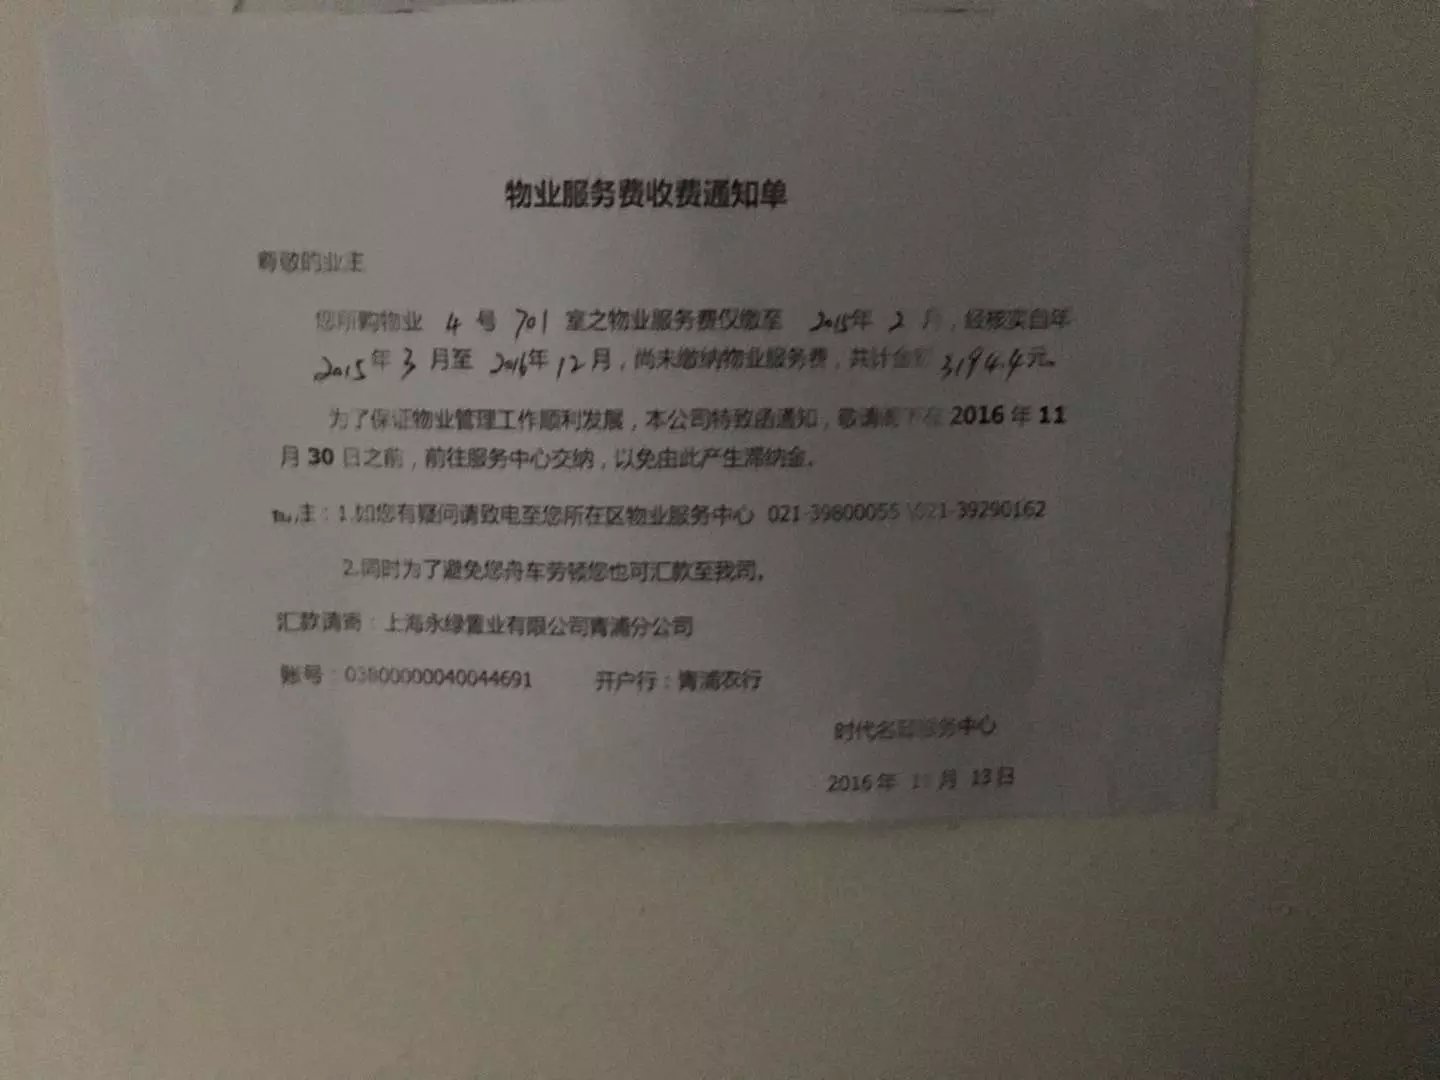 物业服务费收费通知单
尊敬的业主
您所购物业 4 号 701 室之物业服务费仅缴至 2015年 2 月，经核实自年
2015年 3 月至 2016年 12月，尚未缴纳物业服务费，共计金额 3194.4元。
为了保证物业管理工作顺利发展，本公司特致函通知，敬请阁下在 2016 年 11
月 30 日之前，前往服务中心交纳，以免由此产生滞纳金。
注：1.如您有疑问请致电至您所在区物业服务中心 021-39800055 \021-39290162
2.同时为了避免您舟车劳顿您也可汇款至我司。
汇款请寄：上海永绿置业有限公司青浦分公司
账号：03800000040044691 开户行：青浦农行
时代名邸服务中心
2016 年 月 13日